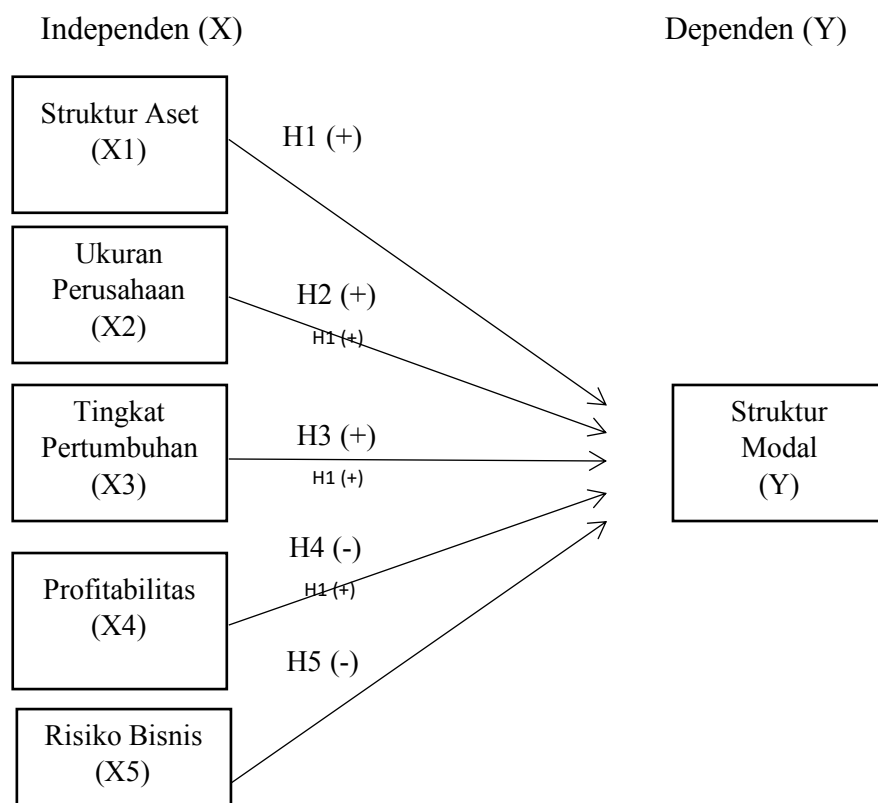 Independen (X)
Dependen (Y)
Struktur Aset
(X1)
H1 (+)
Ukuran
Perusahaan
(X2)
H2 (+)
H1 (+)
Tingkat
Pertumbuhan
(X3)
H3 (+)
H1 (+)
Struktur
Modal
(Y)
H4 (-)
H1 (+)
Profitabilitas
(X4)
H5 (-)
Risiko Bisnis
(X5)